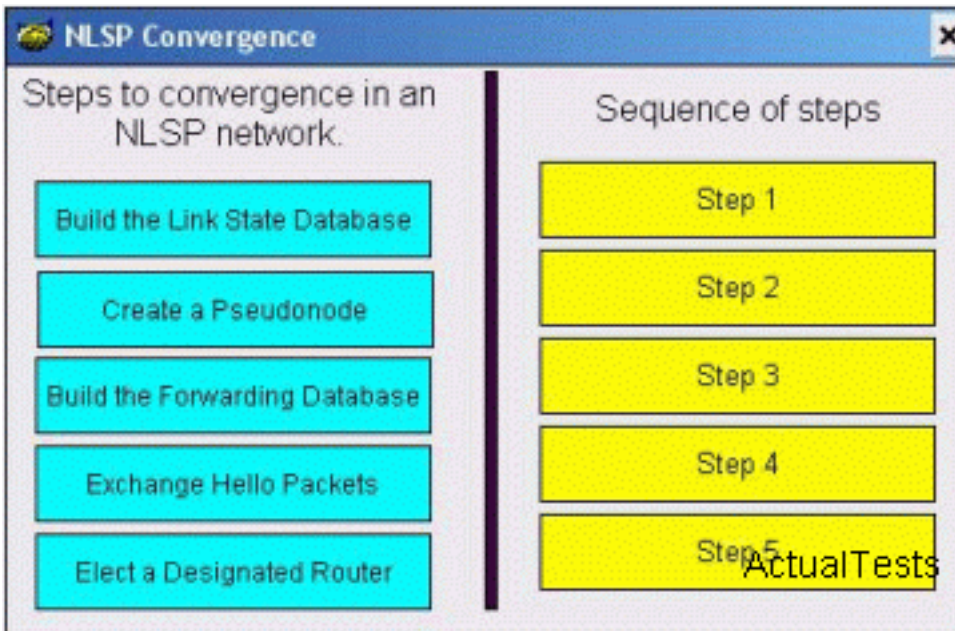 NLSP Convergence
Steps to convergence in an
NLSP network.
Build the Link State Database
Create a Pseudonode
Build the Forwarding Database
Exchange Hello Packets
Elect a Designated Router
Sequence of steps
Step 1
Step 2
Step 3
Step 4
Step 5
ActualTests